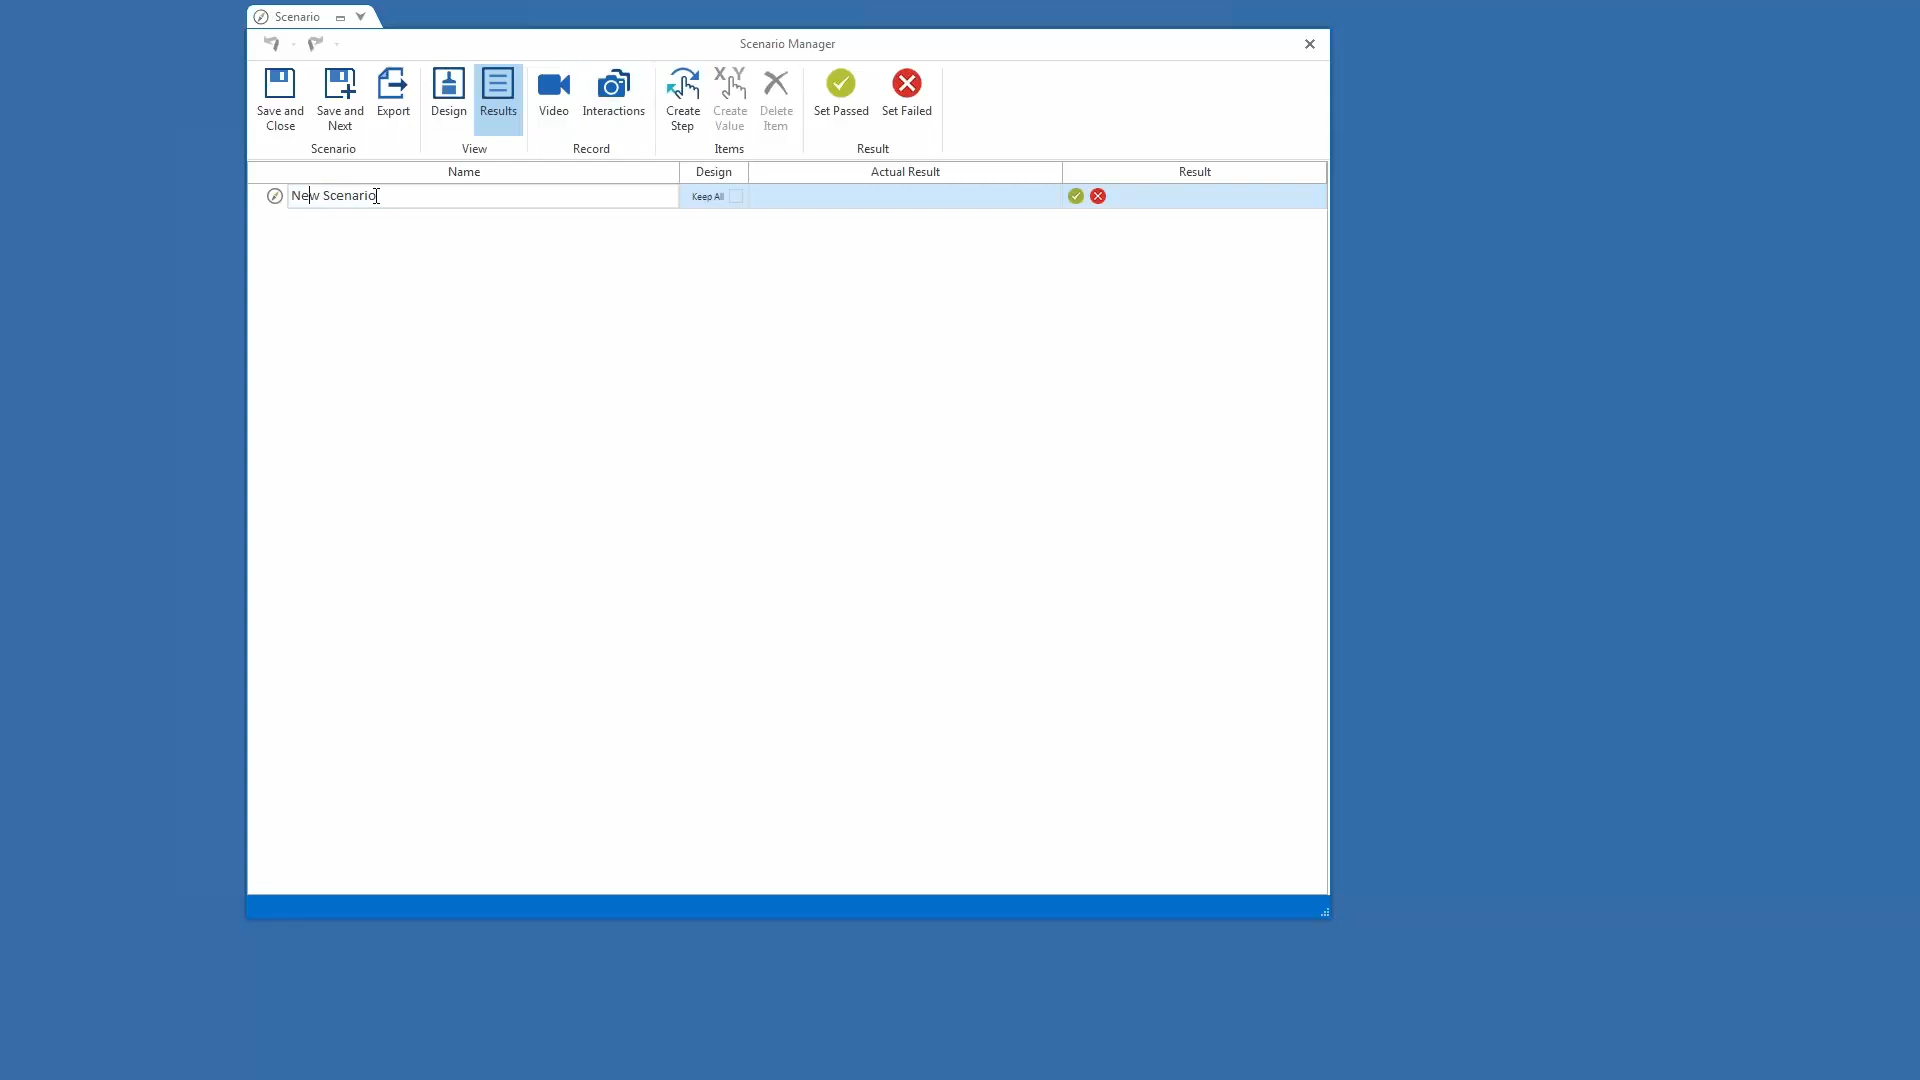 Scenario
Scenario Manager
Save and Close
Save and Next
Export
Design
Results
Video
Interactions
Create Step
X Y
Create Value
Delete Item
Set Passed
Set Failed
Scenario
View
Record
Items
Result
Name
Design
Actual Result
Result
New Scenario
Keep All